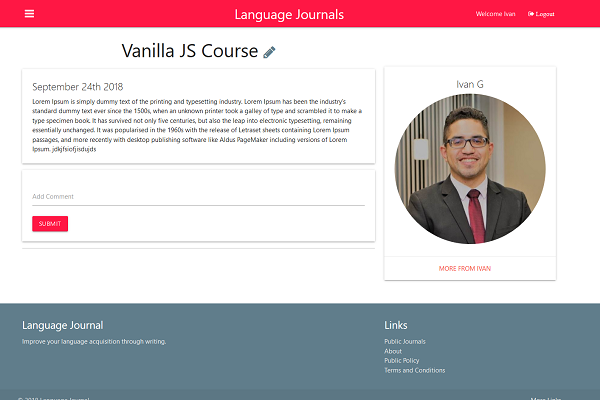 Language Journals
Welcome Ivan
Logout
Vanilla JS Course
September 24th 2018
Lorem Ipsum is simply dummy text of the printing and typesetting industry. Lorem Ipsum has been the industry's
standard dummy text ever since the 1500s, when an unknown printer took a galley of type and scrambled it to make a
type specimen book. It has survived not only five centuries, but also the leap into electronic typesetting, remaining
essentially unchanged. It was popularised in the 1960s with the release of Letraset sheets containing Lorem Ipsum
passages, and more recently with desktop publishing software like Aldus PageMaker including versions of Lorem
Ipsum. jdkjfsiofjisdujds
Add Comment
SUBMIT
Ivan G
MORE FROM IVAN
Language Journal
Improve your language acquisition through writing.
Links
Public Journals
About
Public Policy
Terms and Conditions
© 2018 Language Journal
More Links